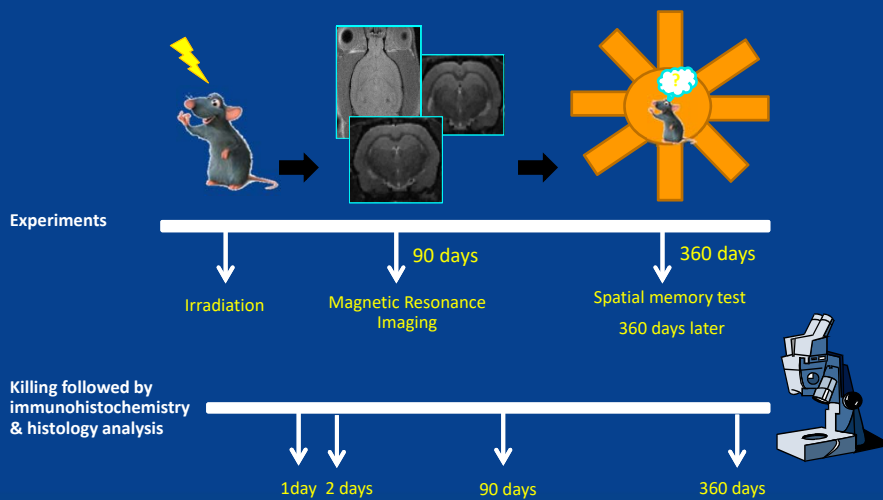 ?
Experiments
90 days
360 days
Irradiation
Magnetic Resonance
Imaging
Spatial memory test
360 days later
Killing followed by
immunohistochemistry
& histology analysis
1day 2 days 90 days 360 days